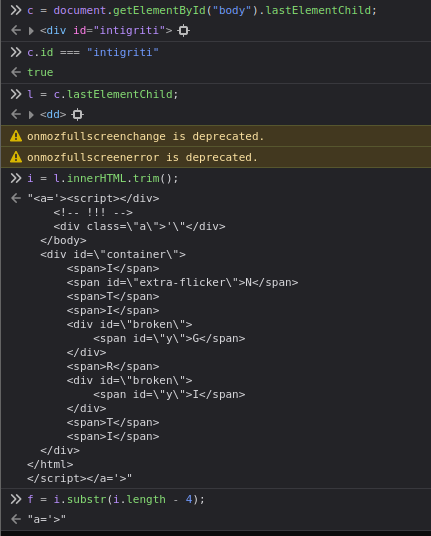 c = document.getElementById("body").lastElementChild;
<div id="intigriti">
c.id === "intigriti"
true
l = c.lastElementChild;
<dd>
onmozfullscreenchange is deprecated.
onmozfullscreenerror is deprecated.
i = l.innerHTML.trim();
"<a='><script></div>
    <!-- !!! -->
    <div class=\"a\">'\"</div>
  </body>
  <div id=\"container\">
      <span>I</span>
      <span id=\"extra-flicker\">N</span>
      <span>T</span>
      <span>I</span>
      <div id=\"broken\">
          <span id=\"y\">G</span>
      </div>
      <span>R</span>
      <div id=\"broken\">
          <span id=\"y\">I</span>
      </div>
      <span>T</span>
      <span>I</span>
  </div>
</html>
</script></a='>"
f = i.substr(i.length - 4);
"a='>"